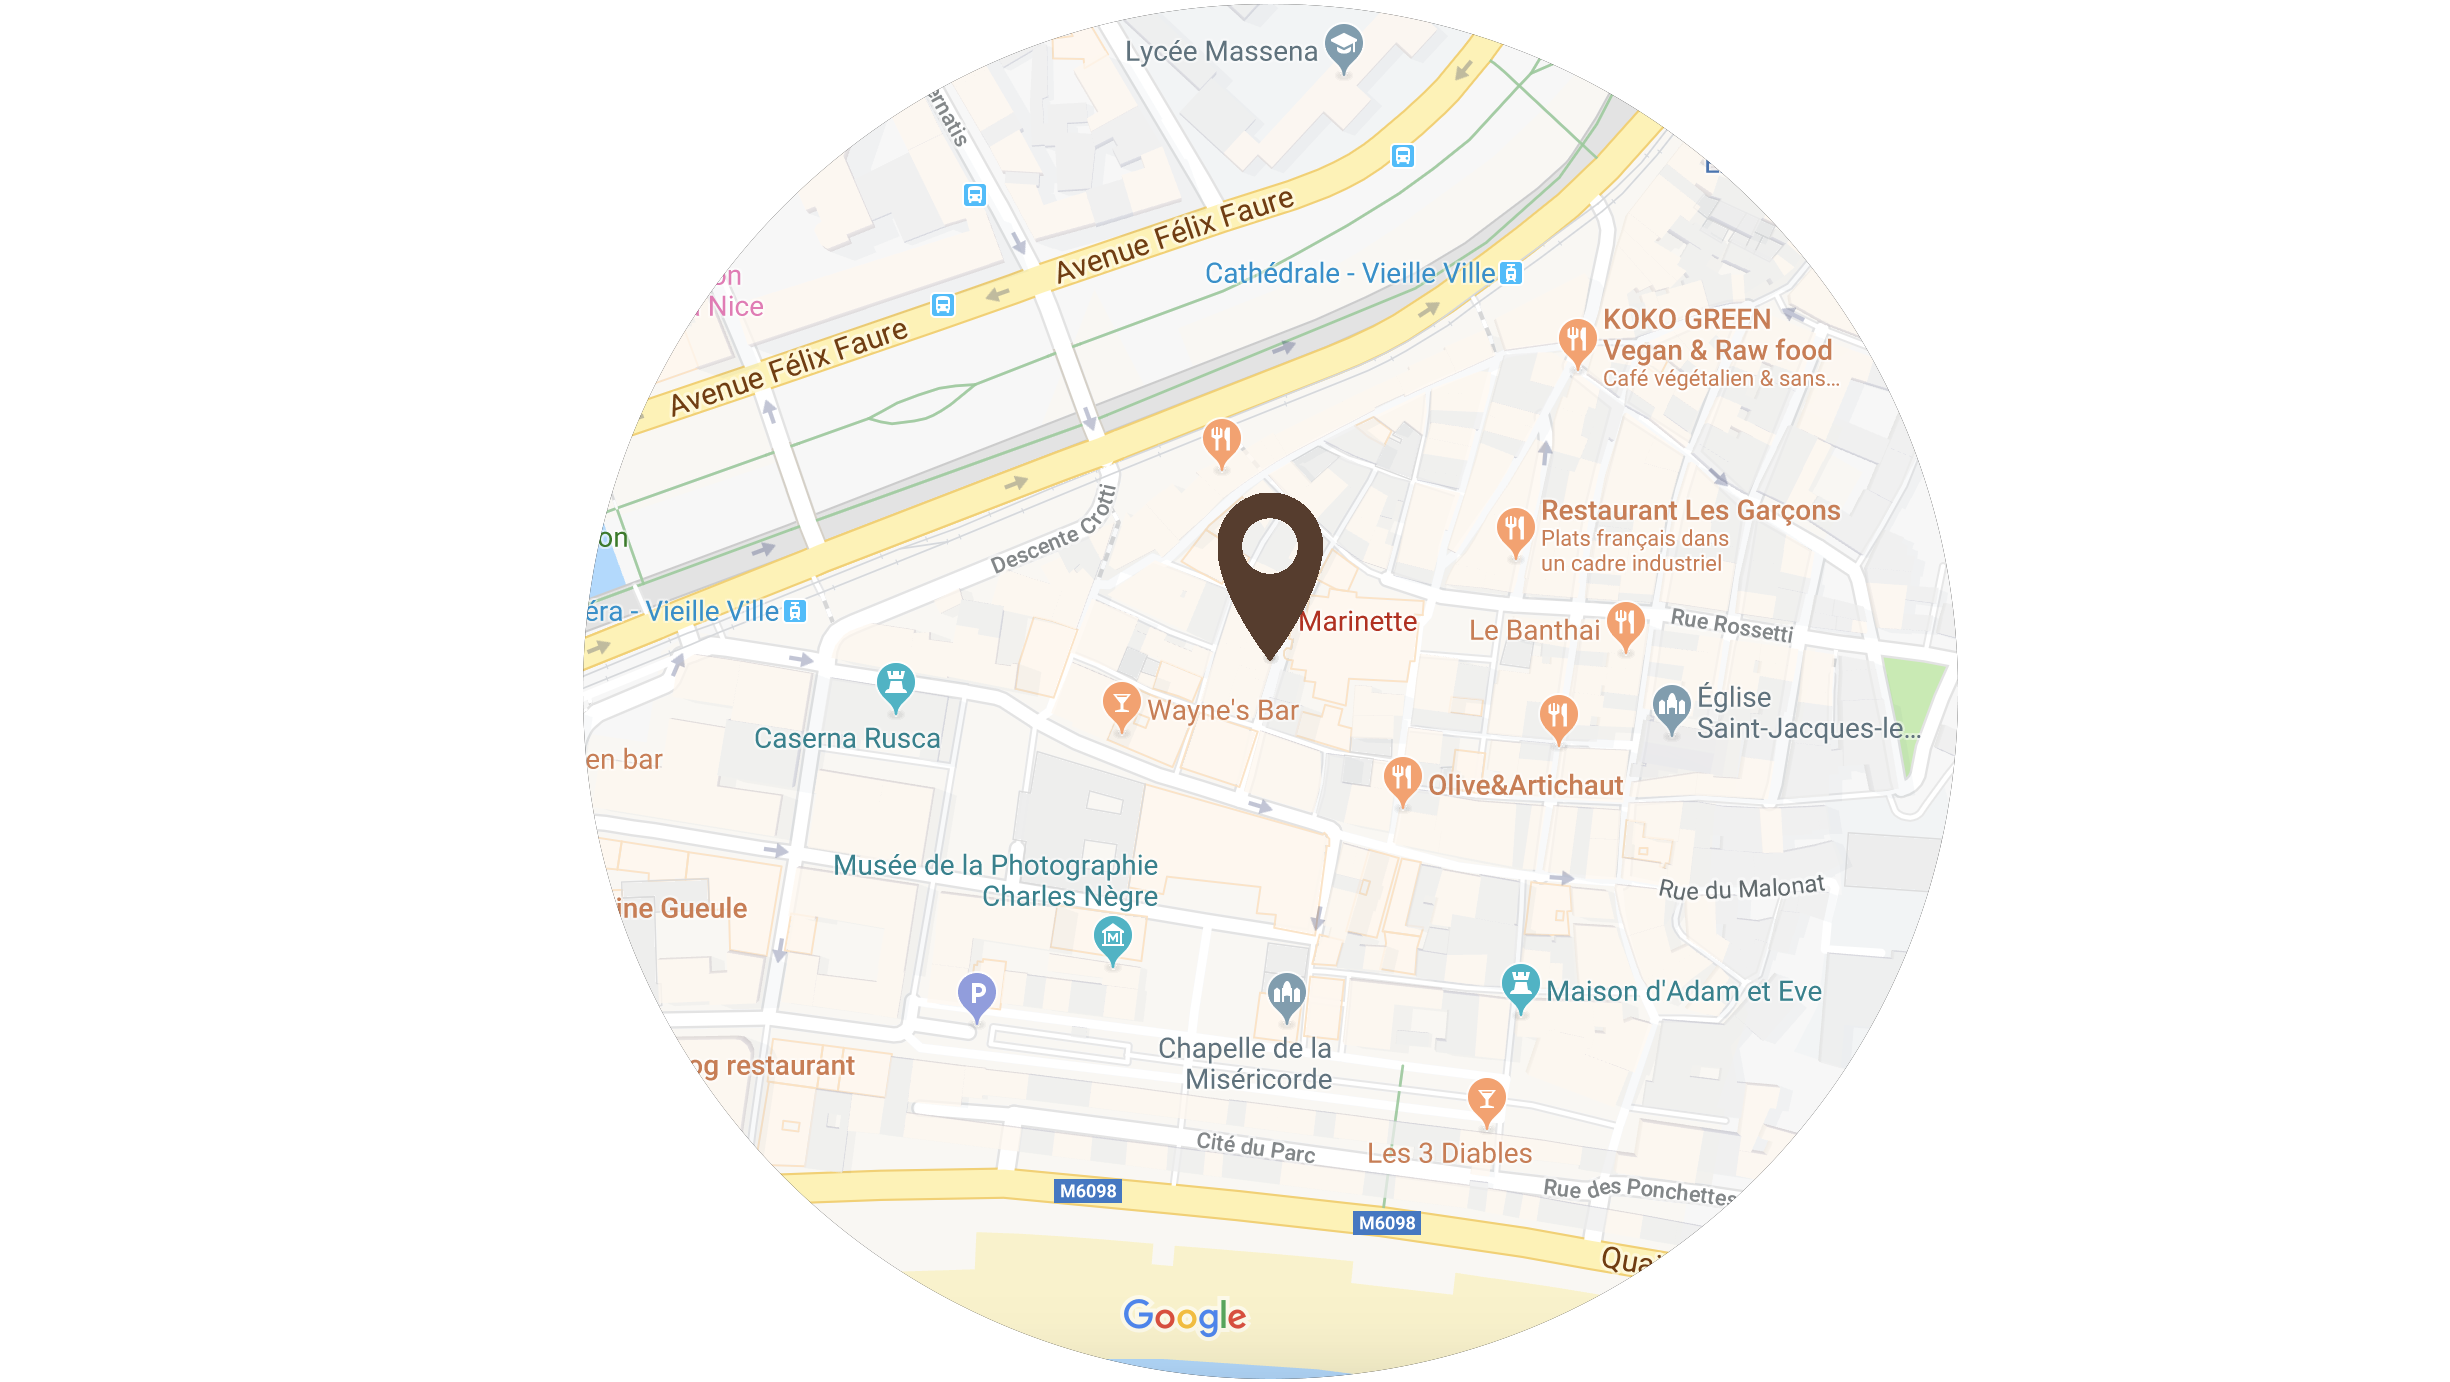 Lycée Massena
ernatis
Avenue Félix Faure
Cathédrale - Vieille Ville
on
Nice
KOKO GREEN
Vegan & Raw food
Café végétalien & sans...
Avenue Félix Faure
Descente Crotti
Restaurant Les Garçons
Plats français dans
un cadre industriel
on
éra - Vieille Ville
Marinette
Le Banthai
Rue Rossetti
Caserna Rusca
Wayne's Bar
Église
Saint-Jacques-le...
en bar
Olive&Artichaut
Musée de la Photographie
Charles Nègre
Rue du Malonat
ine Gueule
P
M
Maison d'Adam et Eve
Chapelle de la
Miséricorde
og restaurant
Les 3 Diables
Cité du Parc
Rue des Ponchettes
M6098
M6098
Quai
Google